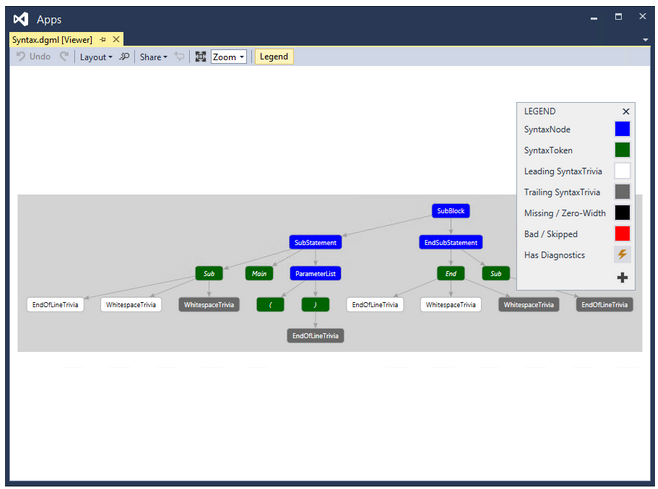 Apps
Syntax.dgml [Viewer]
Undo Layout Share Zoom Legend
LEGEND
SyntaxNode
SyntaxToken
Leading SyntaxTrivia
Trailing SyntaxTrivia
Missing / Zero-Width
Bad / Skipped
Has Diagnostics
SubBlock
SubStatement EndSubStatement
Sub Main ParameterList End Sub
EndOfLineTrivia WhitespaceTrivia WhitespaceTrivia ( ) EndOfLineTrivia WhitespaceTrivia WhitespaceTrivia EndOfLineTrivia
EndOfLineTrivia